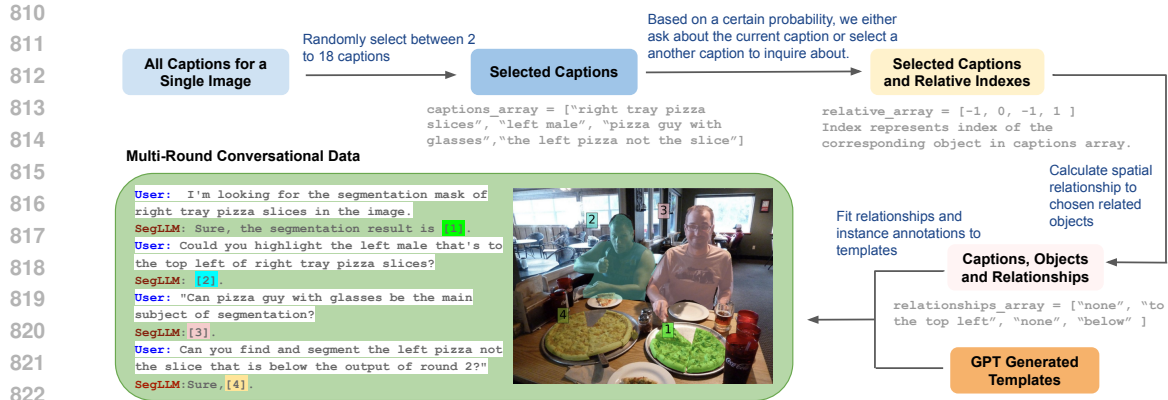 810
811
812
813
814
815
816
817
818
819
820
821
822
All Captions for a
Single Image
Randomly select between 2
to 18 captions
Selected Captions
Based on a certain probability, we either
ask about the current caption or select a
another caption to inquire about.
Selected Captions
and Relative Indexes
captions_array = ["right tray pizza
slices", "left male", "pizza guy with
glasses","the left pizza not the slice"]
relative_array = [-1, 0, -1, 1 ]
Index represents index of the
corresponding object in captions array.
Calculate spatial
relationship to
chosen related
objects
Captions, Objects
and Relationships
relationships_array = ["none", "to
the top left", "none", "below" ]
GPT Generated
Templates
Fit relationships and
instance annotations to
templates
Multi-Round Conversational Data
User: I'm looking for the segmentation mask of
right tray pizza slices in the image.
SegLLM: Sure, the segmentation result is [1].
User: Could you highlight the left male that's to
the top left of right tray pizza slices?
SegLLM: [2].
User: "Can pizza guy with glasses be the main
subject of segmentation?
SegLLM:[3].
User: Can you find and segment the left pizza not
the slice that is below the output of round 2?"
SegLLM:Sure,[4].
2
3
4
1